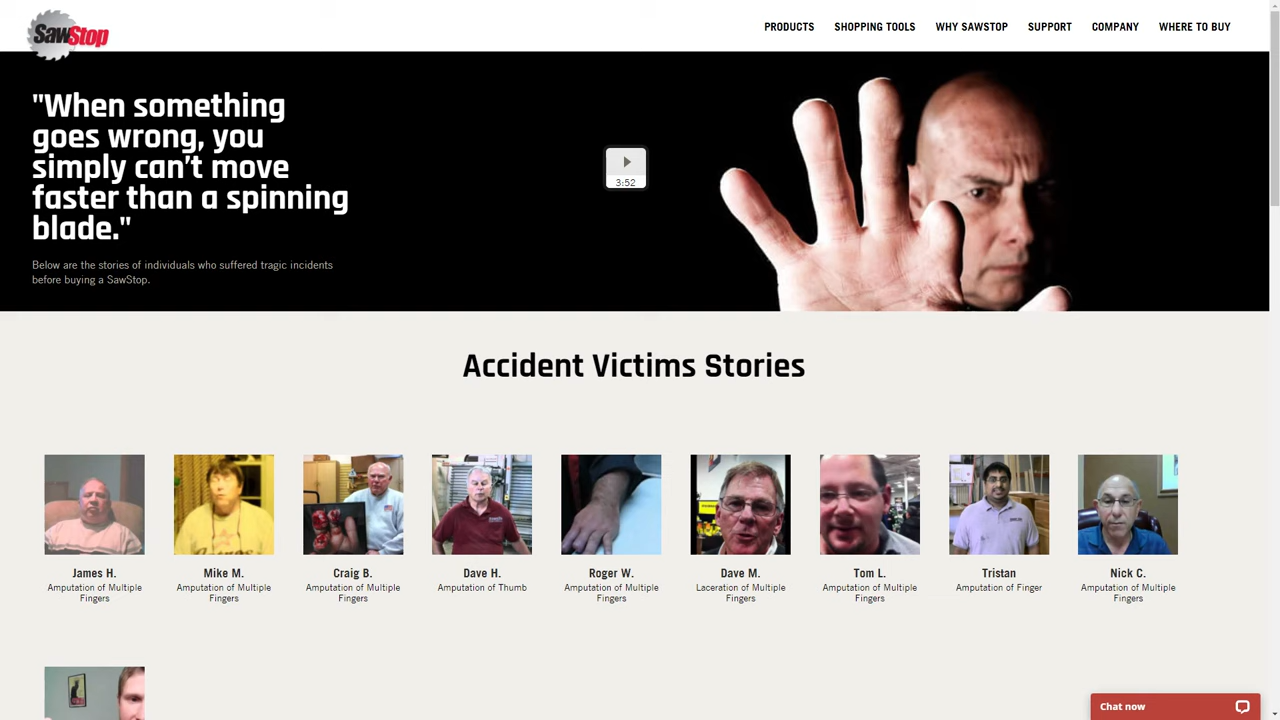 SawStop
PRODUCTS
SHOPPING TOOLS
WHY SAWSTOP
SUPPORT
COMPANY
WHERE TO BUY
"When something
goes wrong, you
simply can't move
faster than a spinning
blade."
3:52
Below are the stories of individuals who suffered tragic incidents
before buying a SawStop.
Accident Victims Stories
James H.
Amputation of Multiple
Fingers
Mike M.
Amputation of Multiple
Fingers
Craig B.
Amputation of Multiple
Fingers
Dave H.
Amputation of Thumb
Roger W.
Amputation of Multiple
Fingers
Dave M.
Laceration of Multiple
Fingers
Tom L.
Amputation of Multiple
Fingers
Tristan
Amputation of Finger
Nick C.
Amputation of Multiple
Fingers
Chat now